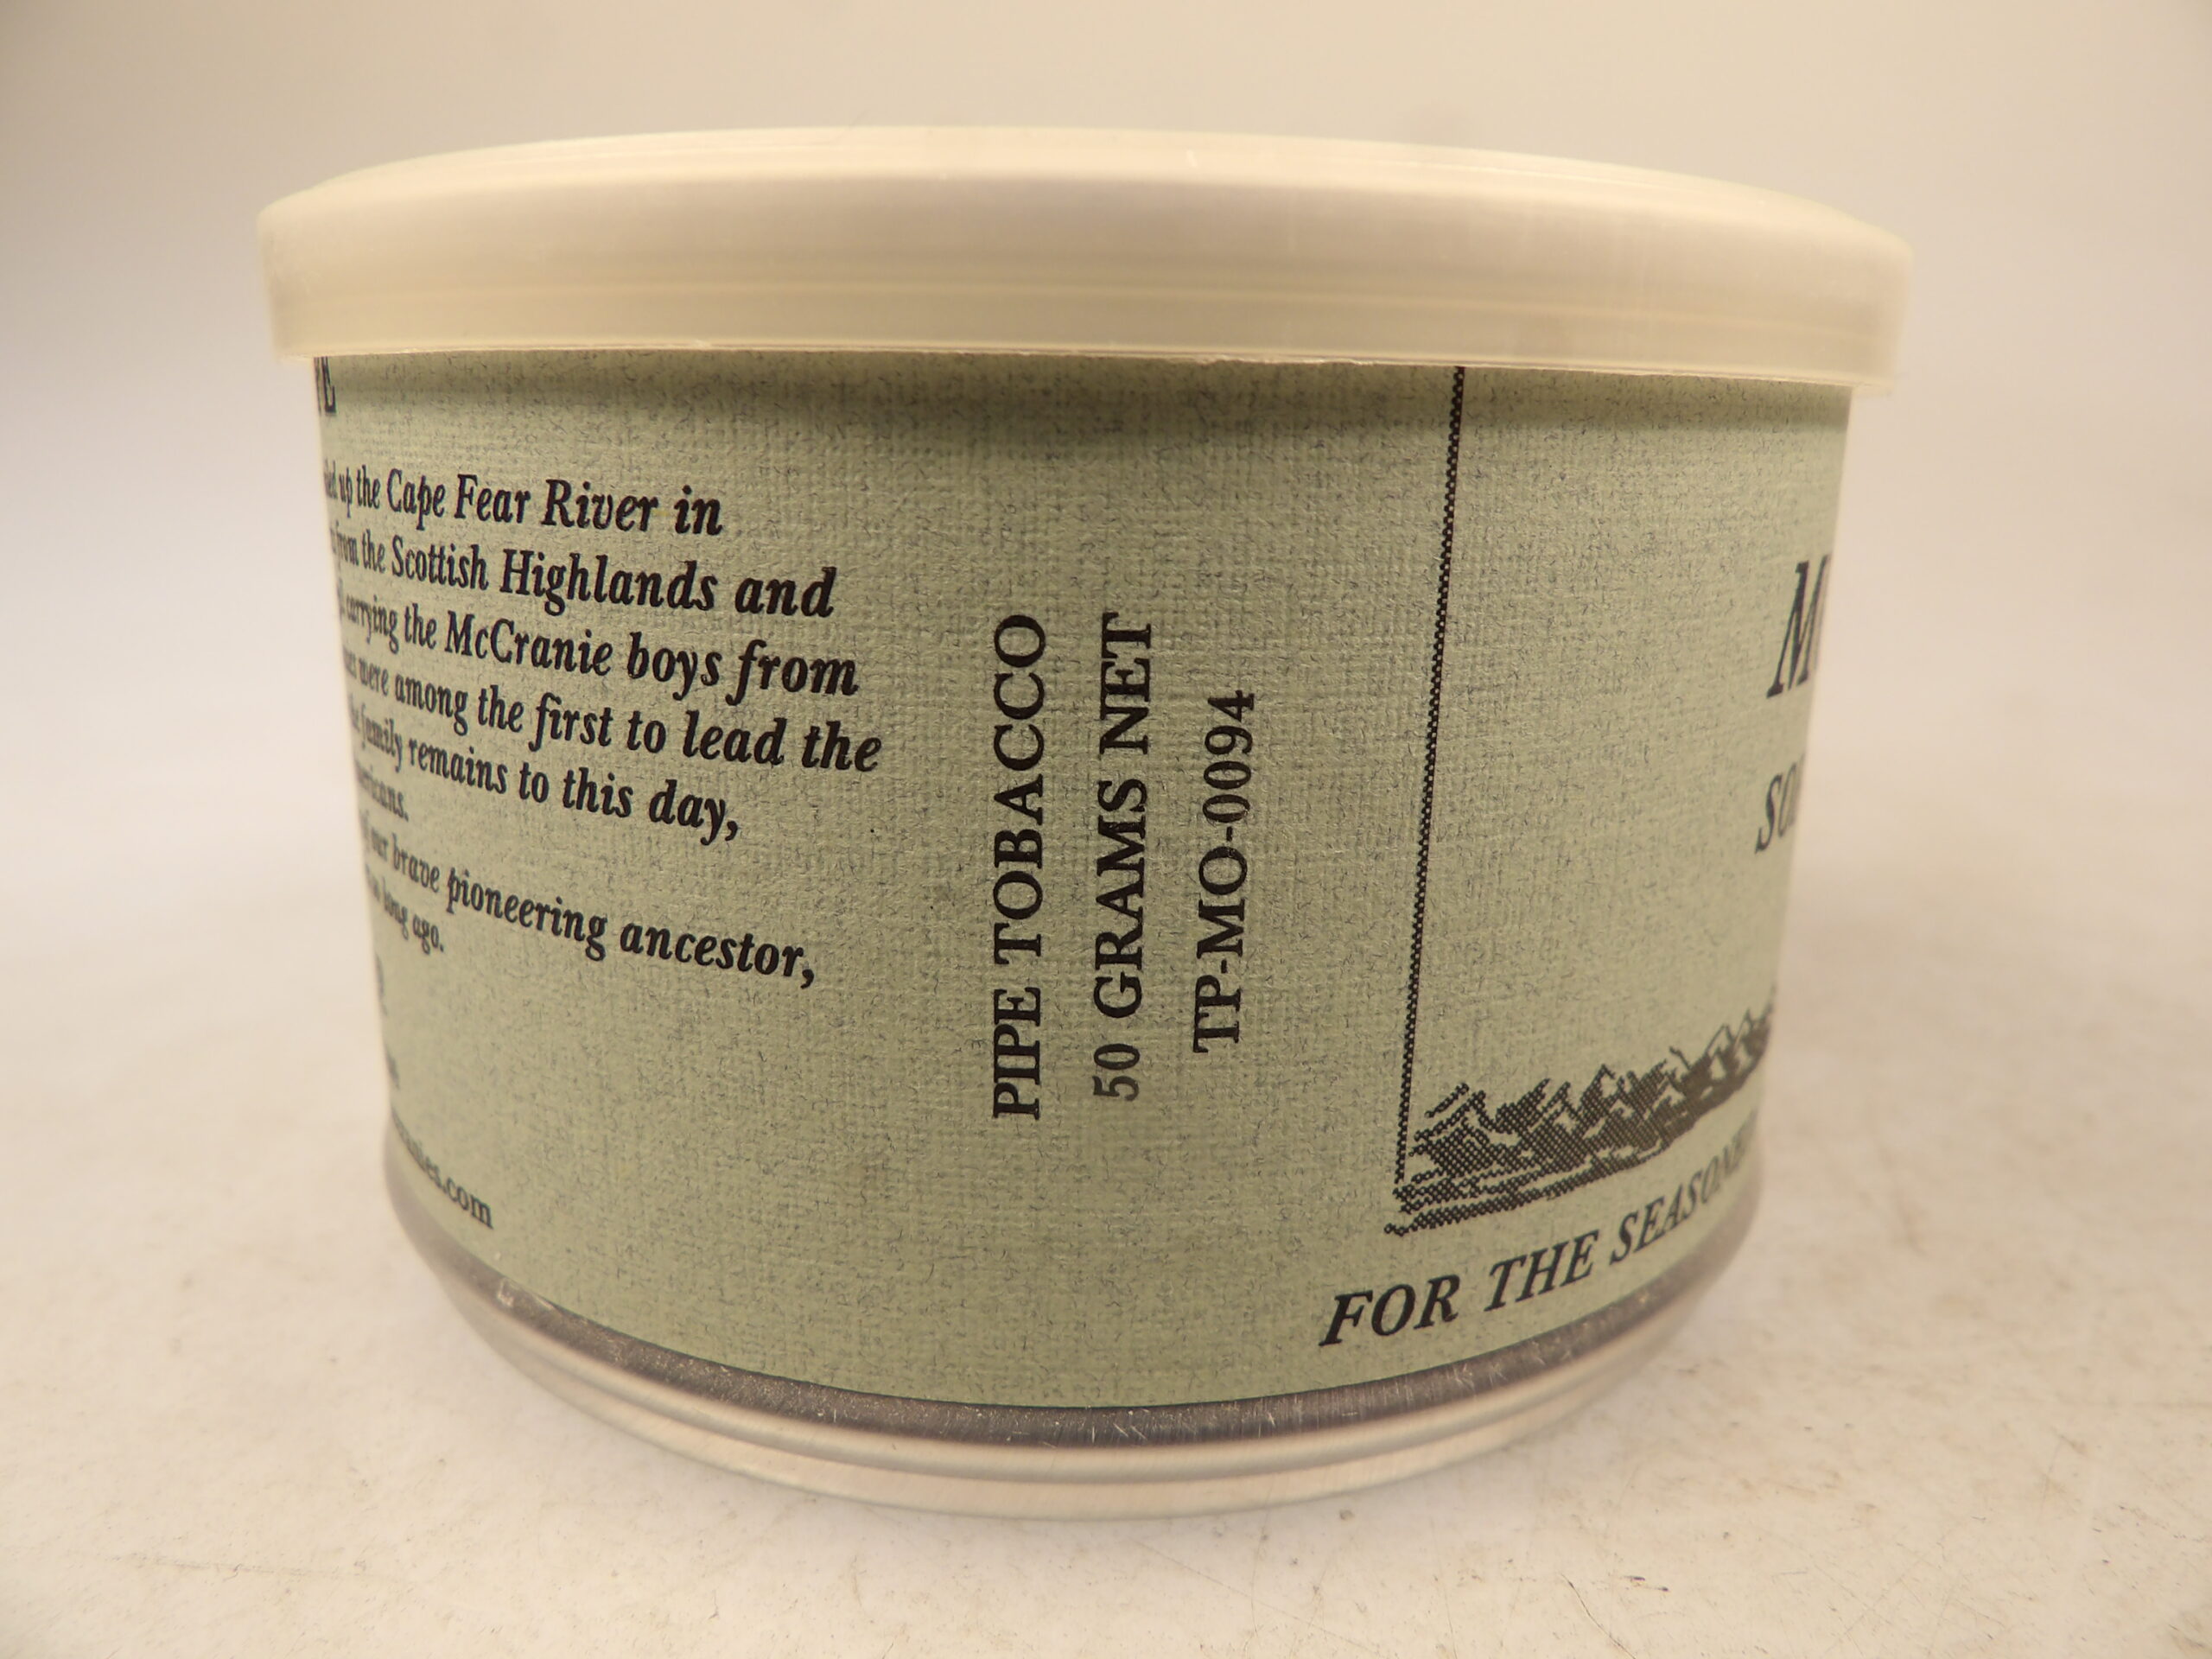 up the Cape Fear River in
from the Scottish Highlands and
carrying the McCranie boys from
were among the first to lead the
family remains to this day,
brave pioneering ancestor,
long ago.
.com
PIPE TOBACCO
50 GRAMS NET
TP-MO-0094
FOR THE